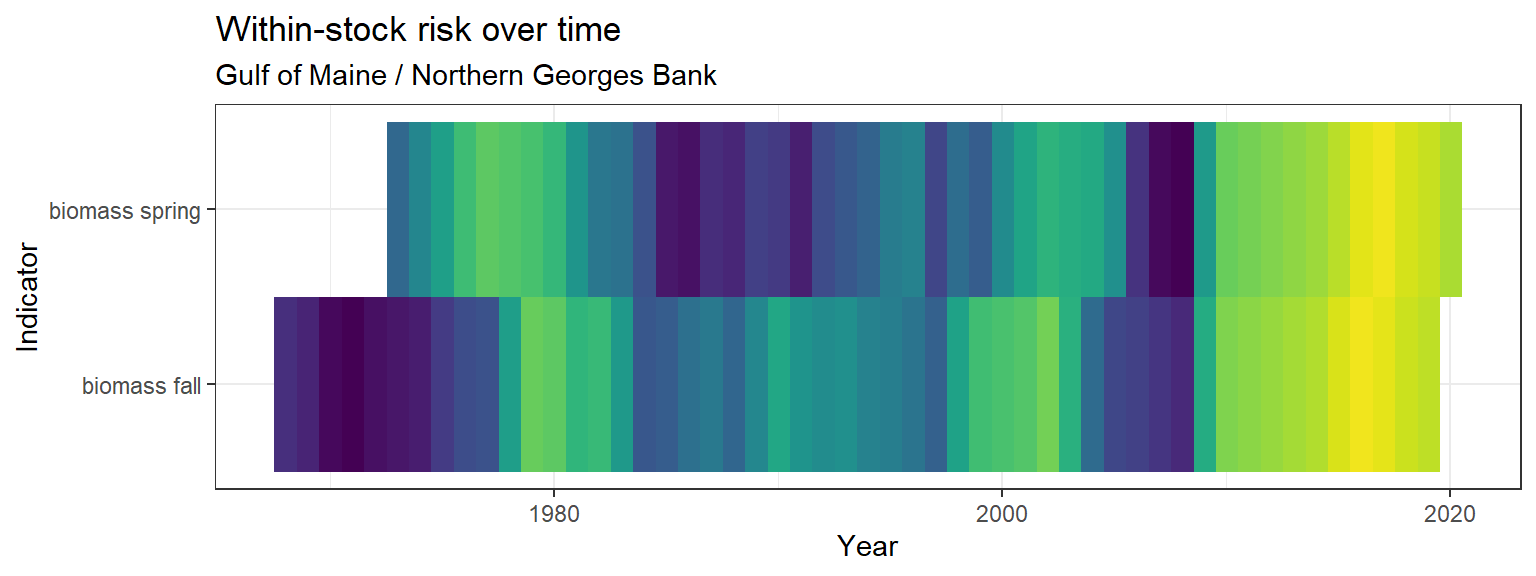 Within-stock risk over time
Gulf of Maine / Northern Georges Bank
Indicator
biomass spring
biomass fall
1980 2000 2020
Year